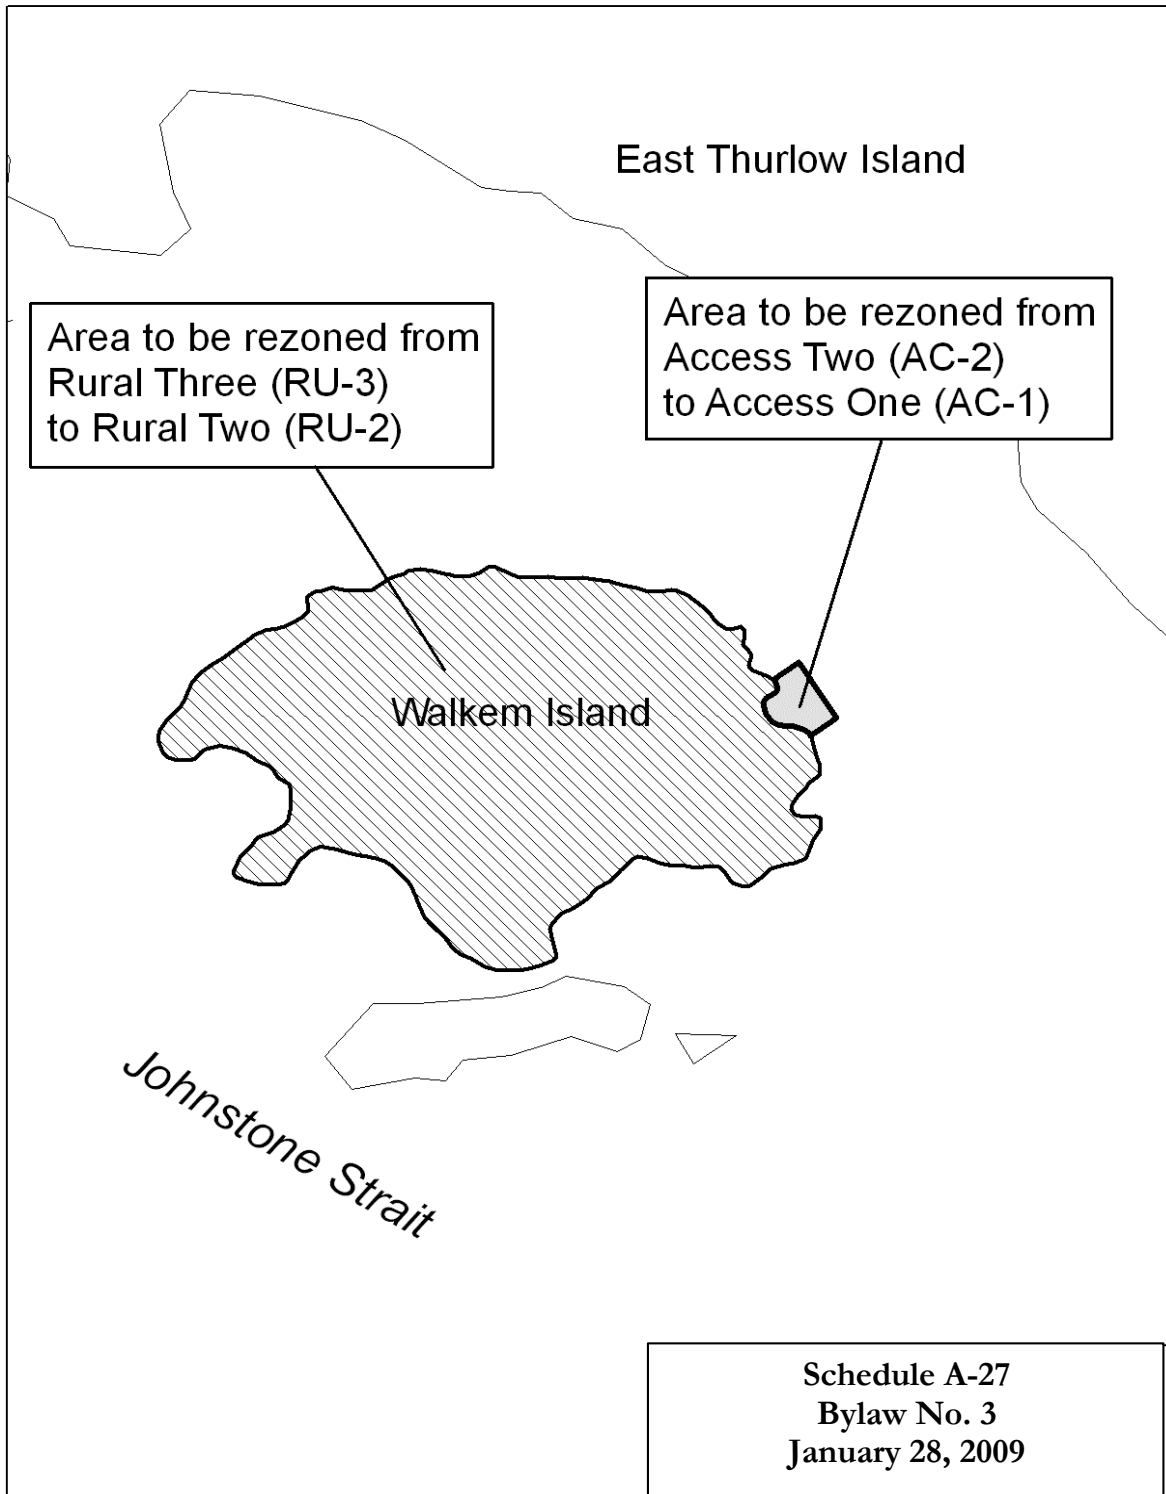 East Thurlow Island
Area to be rezoned from
Rural Three (RU-3)
to Rural Two (RU-2)
Area to be rezoned from
Access Two (AC-2)
to Access One (AC-1)
Walkem Island
Johnstone Strait
Schedule A-27
Bylaw No. 3
January 28, 2009